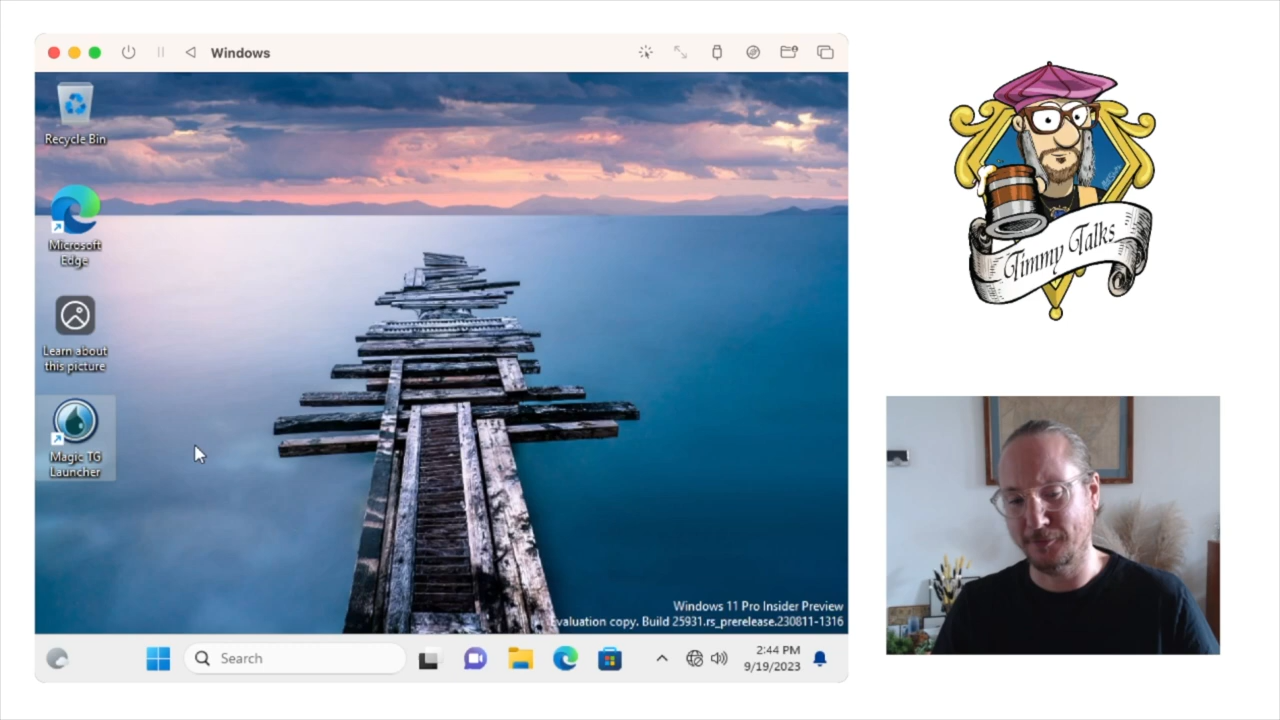 Windows
Recycle Bin
Microsoft
Edge
Learn about
this picture
Magic TG
Launcher
Windows 11 Pro Insider Preview
Evaluation copy. Build 25931.rs_prerelease.230811-1316
Search
2:44 PM
9/19/2023
Timmy Talks